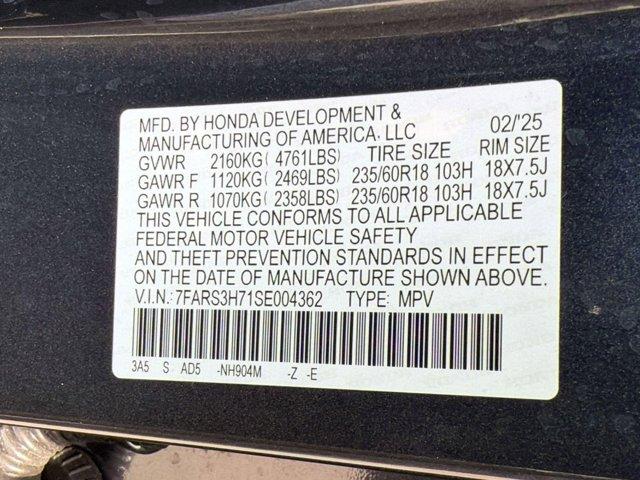 MFD. BY HONDA DEVELOPMENT &
MANUFACTURING OF AMERICA, LLC 02/'25
GVWR 2160KG( 4761LBS) TIRE SIZE RIM SIZE
GAWR F 1120KG( 2469LBS) 235/60R18 103H 18X7.5J
GAWR R 1070KG( 2358LBS) 235/60R18 103H 18X7.5J
THIS VEHICLE CONFORMS TO ALL APPLICABLE
FEDERAL MOTOR VEHICLE SAFETY
AND THEFT PREVENTION STANDARDS IN EFFECT
ON THE DATE OF MANUFACTURE SHOWN ABOVE.
V.I.N.:7FARS3H71SE004362 TYPE: MPV
3A5 S AD5 -NH904M -Z -E